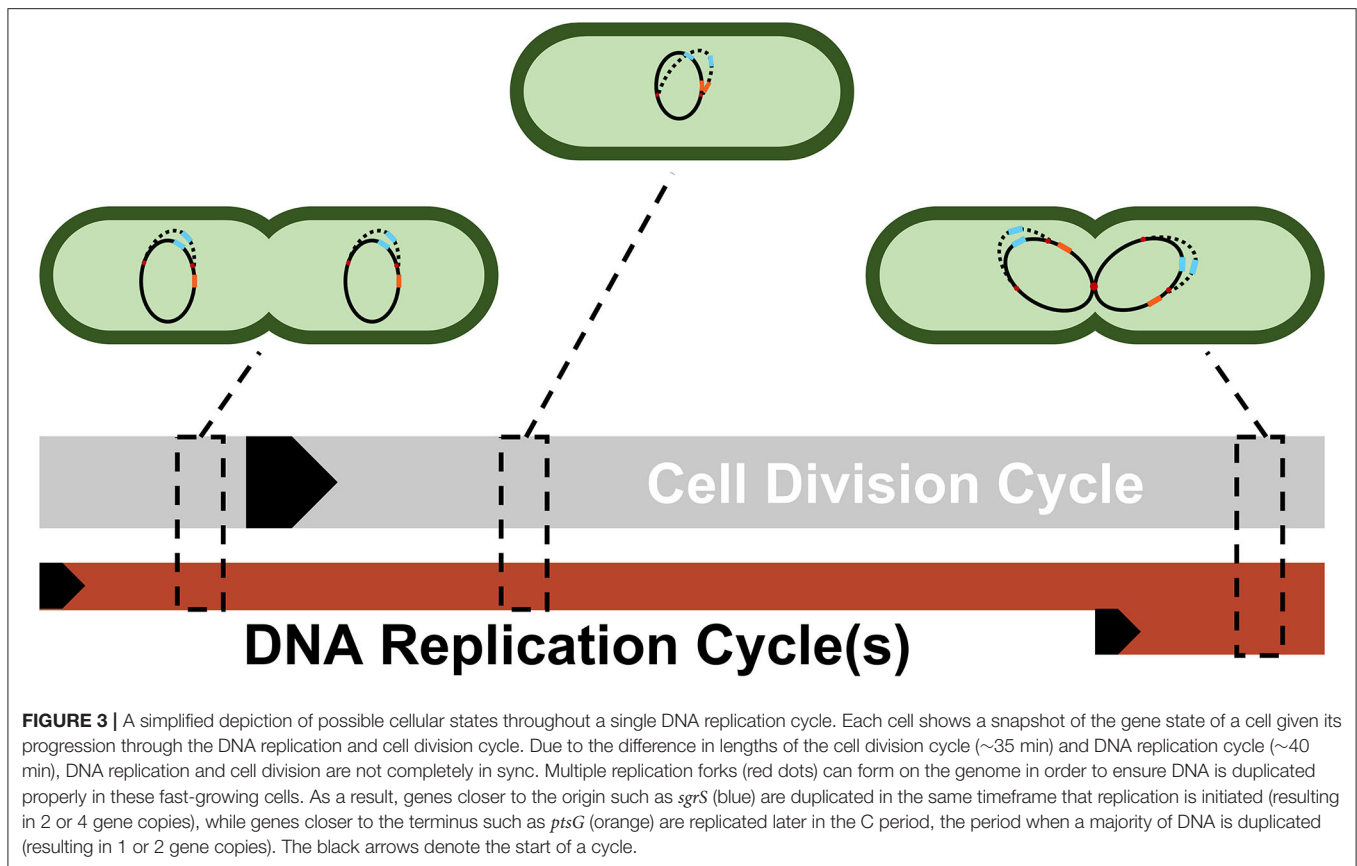 Cell Division Cycle
DNA Replication Cycle(s)
FIGURE 3 | A simplified depiction of possible cellular states throughout a single DNA replication cycle. Each cell shows a snapshot of the gene state of a cell given its
progression through the DNA replication and cell division cycle. Due to the difference in lengths of the cell division cycle (∼35 min) and DNA replication cycle (∼40
min), DNA replication and cell division are not completely in sync. Multiple replication forks (red dots) can form on the genome in order to ensure DNA is duplicated
properly in these fast-growing cells. As a result, genes closer to the origin such as sgrS (blue) are duplicated in the same timeframe that replication is initiated (resulting
in 2 or 4 gene copies), while genes closer to the terminus such as ptsG (orange) are replicated later in the C period, the period when a majority of DNA is duplicated
(resulting in 1 or 2 gene copies). The black arrows denote the start of a cycle.